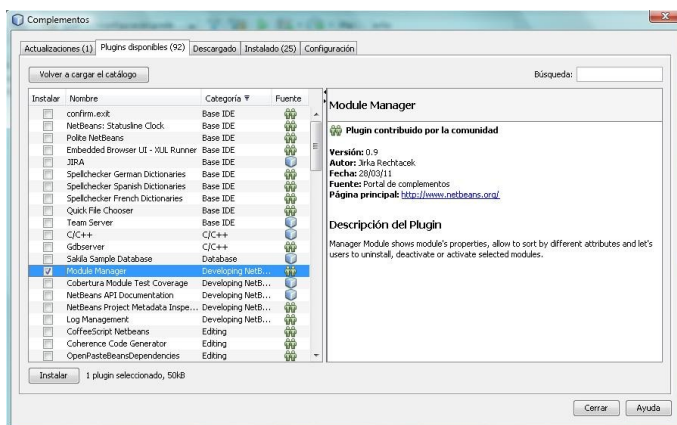 Complementos
Actualizaciones (1) Plugins disponibles (92) Descargado Instalado (25) Configuración
Volver a cargar el catálogo Búsqueda:
Instalar Nombre Categoría Fuente
confirm.exit Base IDE
NetBeans: Statusline Clock Base IDE
Polite NetBeans Base IDE
Embedded Browser UI - XUL Runner Base IDE
JIRA Base IDE
Spellchecker German Dictionaries Base IDE
Spellchecker Spanish Dictionaries Base IDE
Spellchecker French Dictionaries Base IDE
Quick File Chooser Base IDE
Team Server Base IDE
C/C++ C/C++
Gdbserver C/C++
Sakila Sample Database Database
Module Manager Developing NetB...
Cobertura Module Test Coverage Developing NetB...
NetBeans API Documentation Developing NetB...
NetBeans Project Metadata Inspe... Developing NetB...
Log Management Developing NetB...
CoffeeScript Netbeans Editing
Coherence Code Generator Editing
OpenPasteBeansDependencies Editing
Module Manager
Plugin contribuido por la comunidad
Versión: 0.9
Autor: Jirka Rechtacek
Fecha: 28/03/11
Fuente: Portal de complementos
Página principal: http://www.netbeans.org/
Descripción del Plugin
Manager Module shows module's properties, allow to sort by different attributes and let's
users to uninstall, deactivate or activate selected modules.
Instalar 1 plugin seleccionado, 50kB
Cerrar Ayuda